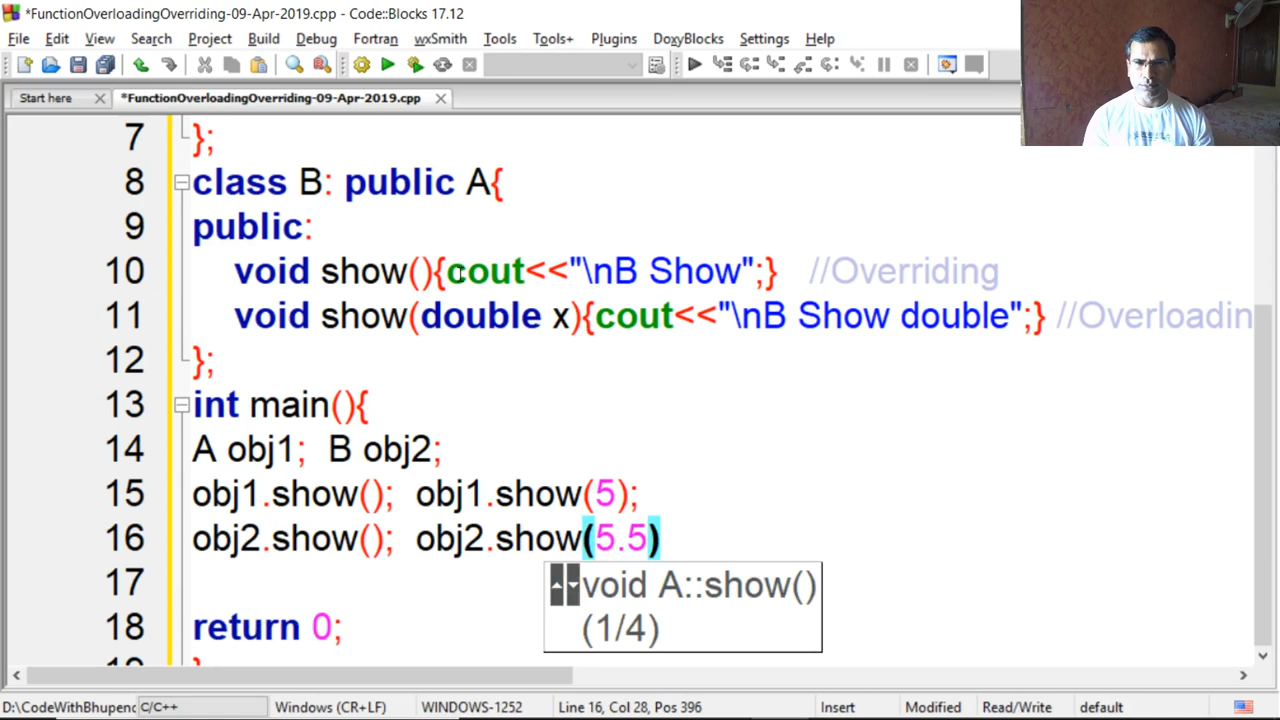 *FunctionOverloadingOverriding-09-Apr-2019.cpp - Code::Blocks 17.12
File Edit View Search Project Build Debug Fortran wxSmith Tools Tools+ Plugins DoxyBlocks Settings Help
Start here *FunctionOverloadingOverriding-09-Apr-2019.cpp
7 };
8 class B: public A{
9 public:
10 void show(){cout<<"\nB Show";} //Overriding
11 void show(double x){cout<<"\nB Show double";} //Overloadin
12 };
13 int main(){
14 A obj1; B obj2;
15 obj1.show(); obj1.show(5);
16 obj2.show(); obj2.show(5.5)
void A::show()
17
(1/4)
18 return 0;
19 }
D:\CodeWithBhupend C/C++ Windows (CR+LF) WINDOWS-1252 Line 16, Col 28, Pos 396 Insert Modified Read/Write default